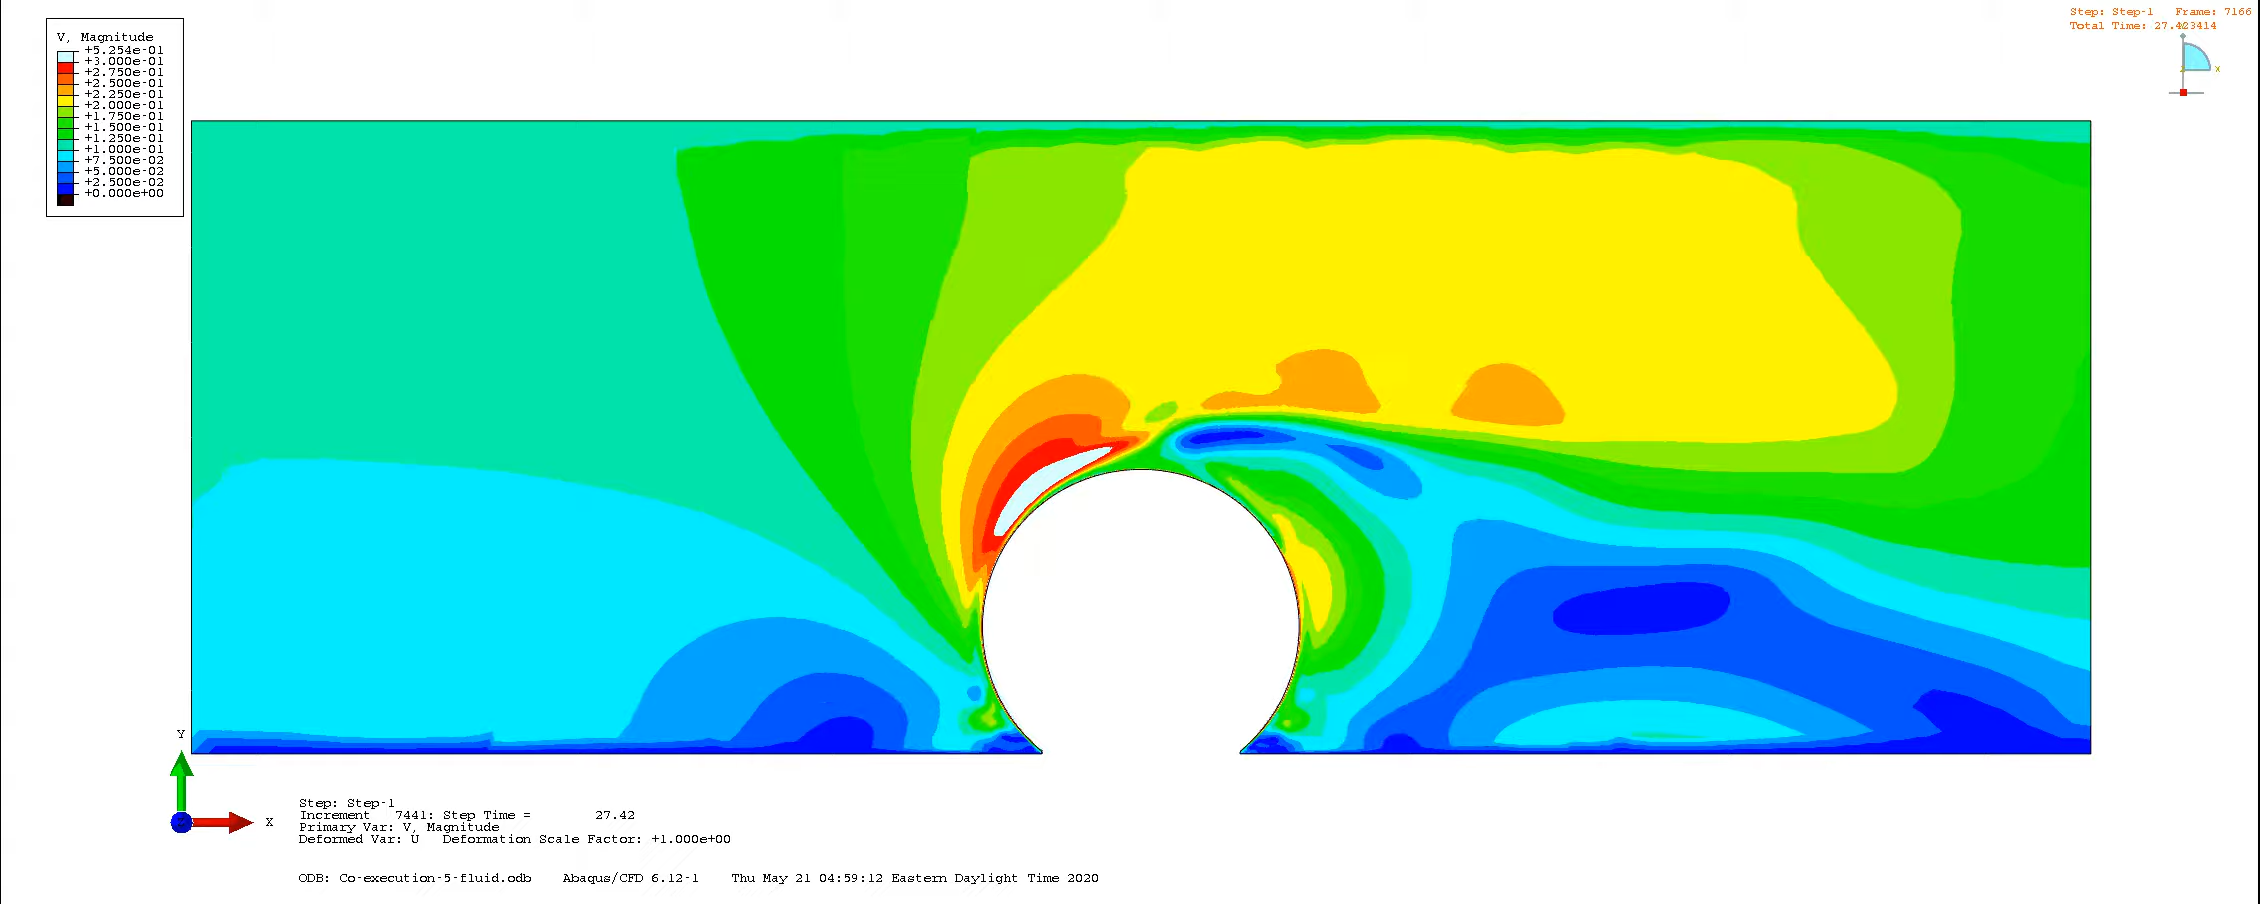 Step: Step-1   Frame: 7166
Total Time: 27.423414
V, Magnitude
+5.254e-01
+3.000e-01
+2.750e-01
+2.500e-01
+2.250e-01
+2.000e-01
+1.750e-01
+1.500e-01
+1.250e-01
+1.000e-01
+7.500e-02
+5.000e-02
+2.500e-02
+0.000e+00
X
Y
X
Step: Step-1
Increment   7441: Step Time =        27.42
Primary Var: V, Magnitude
Deformed Var: U   Deformation Scale Factor: +1.000e+00
ODB: Co-execution-5-fluid.odb    Abaqus/CFD 6.12-1    Thu May 21 04:59:12 Eastern Daylight Time 2020